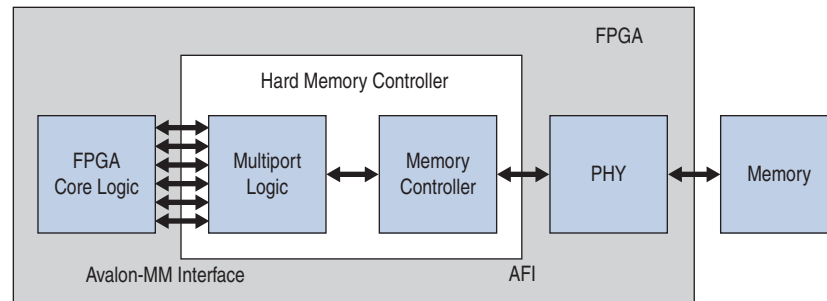 FPGA
Hard Memory Controller
FPGA
Core Logic
Multiport
Logic
Memory
Controller
PHY
Memory
Avalon-MM Interface
AFI